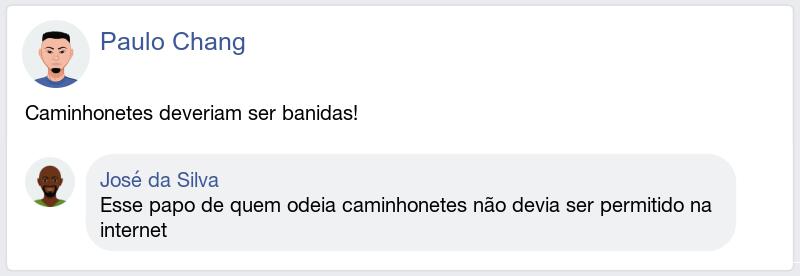 Paulo Chang
Caminhonetes deveriam ser banidas!
José da Silva
Esse papo de quem odeia caminhonetes não devia ser permitido na
internet